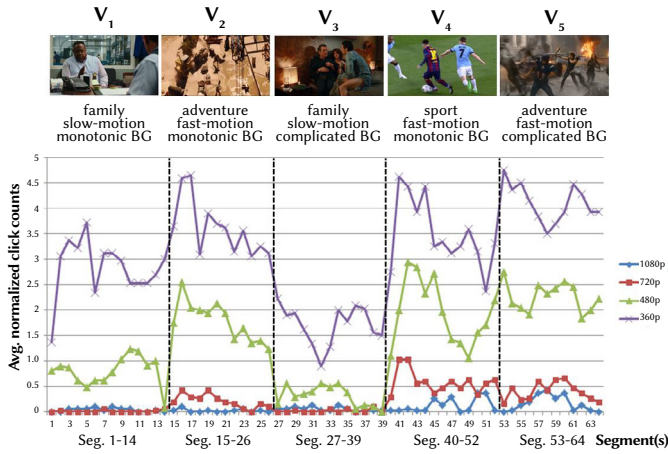 V1 V2 V3 V4 V5
family adventure family sport adventure
slow-motion fast-motion slow-motion fast-motion fast-motion
monotonic BG monotonic BG complicated BG monotonic BG complicated BG
Avg. normalized click counts
5
4.5
4
3.5
3
2.5
2
1.5
1.0
0.5
0
1080p
720p
480p
360p
1 3 5 7 9 11 13 15 17 19 21 23 25 27 29 31 33 35 37 39 41 43 45 47 49 51 53 55 57 59 61 63
Seg. 1-14 Seg. 15-26 Seg. 27-39 Seg. 40-52 Seg. 53-64 Segment(s)